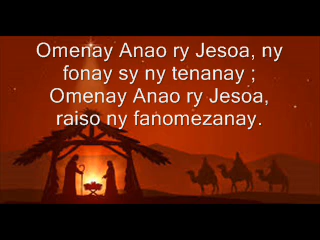 Omenay Anao ry Jesoa, ny
fonay sy ny tenanay ;
Omenay Anao ry Jesoa,
raiso ny fanomezanay.